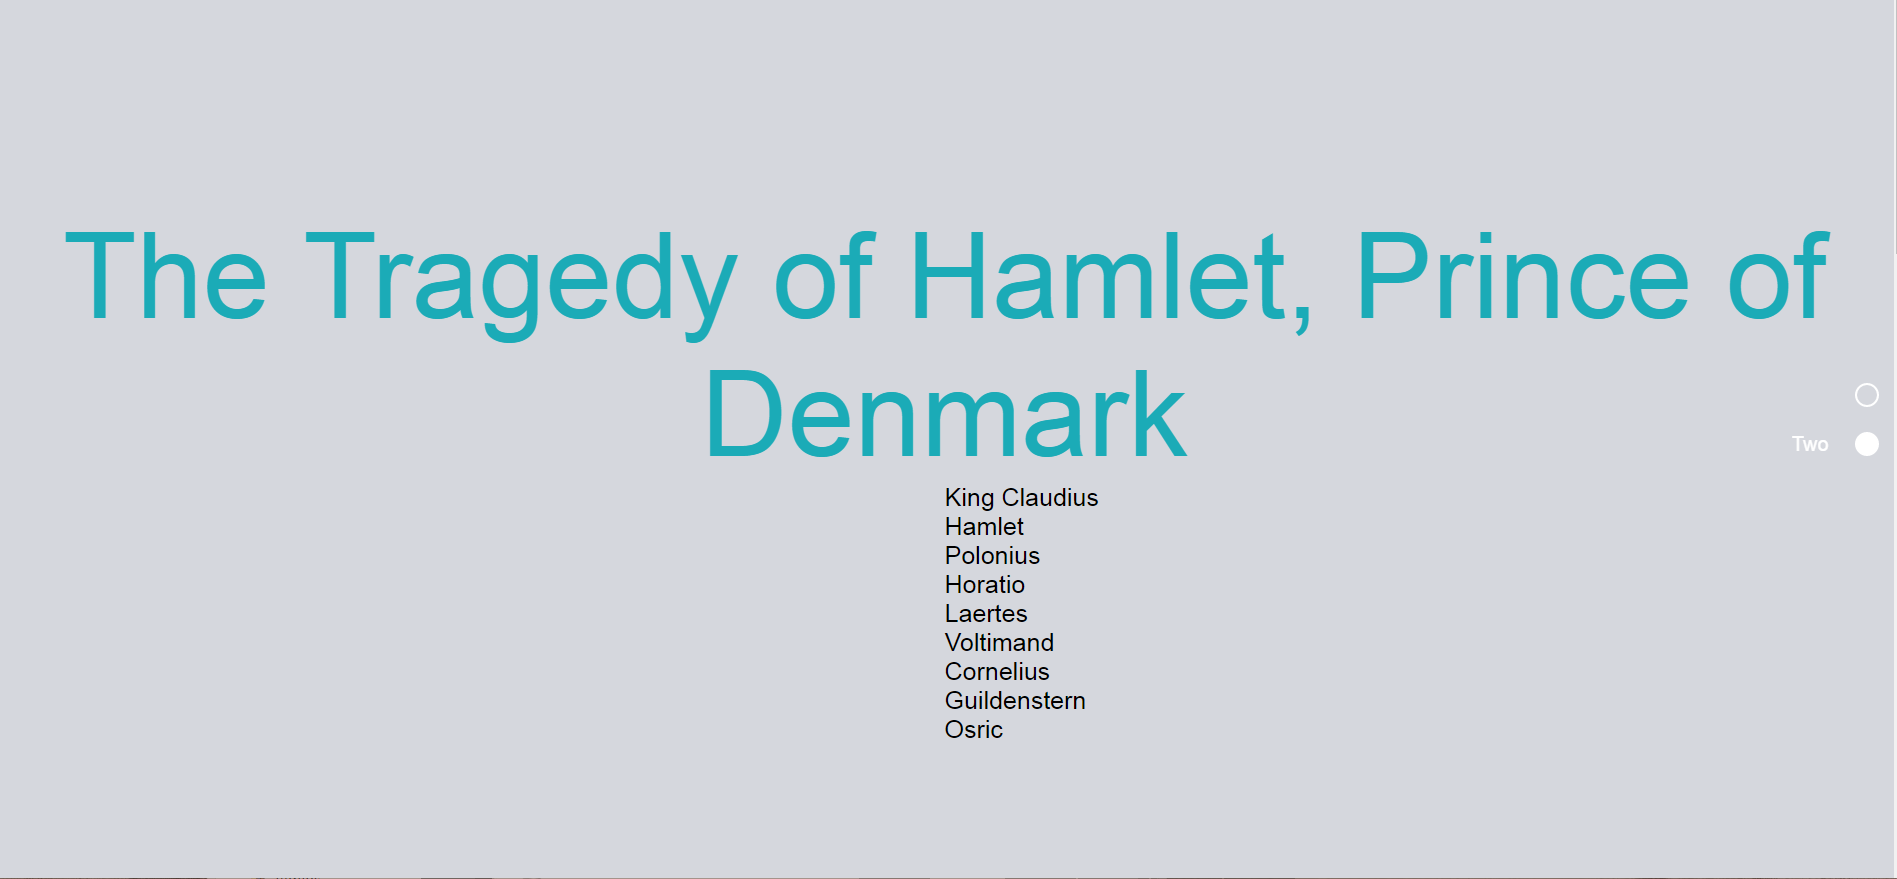 The Tragedy of Hamlet, Prince of
Denmark
Two
King Claudius
Hamlet
Polonius
Horatio
Laertes
Voltimand
Cornelius
Guildenstern
Osric